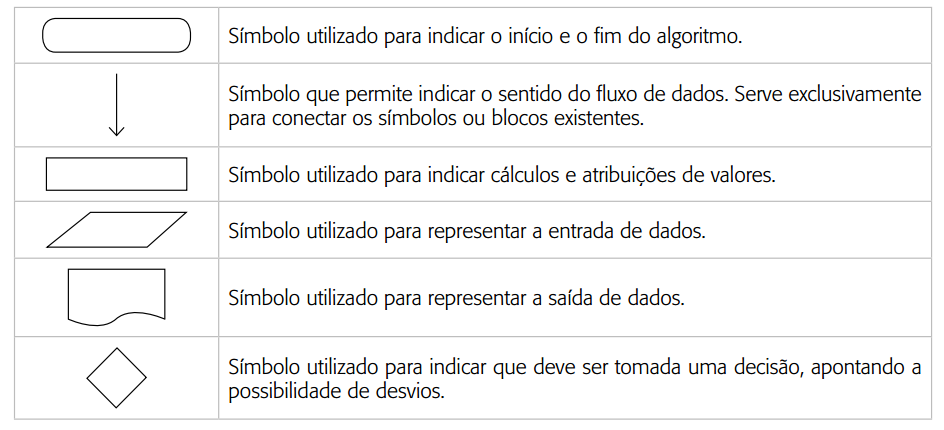 Símbolo utilizado para indicar o início e o fim do algoritmo.
Símbolo que permite indicar o sentido do fluxo de dados. Serve exclusivamente
para conectar os símbolos ou blocos existentes.
Símbolo utilizado para indicar cálculos e atribuições de valores.
Símbolo utilizado para representar a entrada de dados.
Símbolo utilizado para representar a saída de dados.
Símbolo utilizado para indicar que deve ser tomada uma decisão, apontando a
possibilidade de desvios.